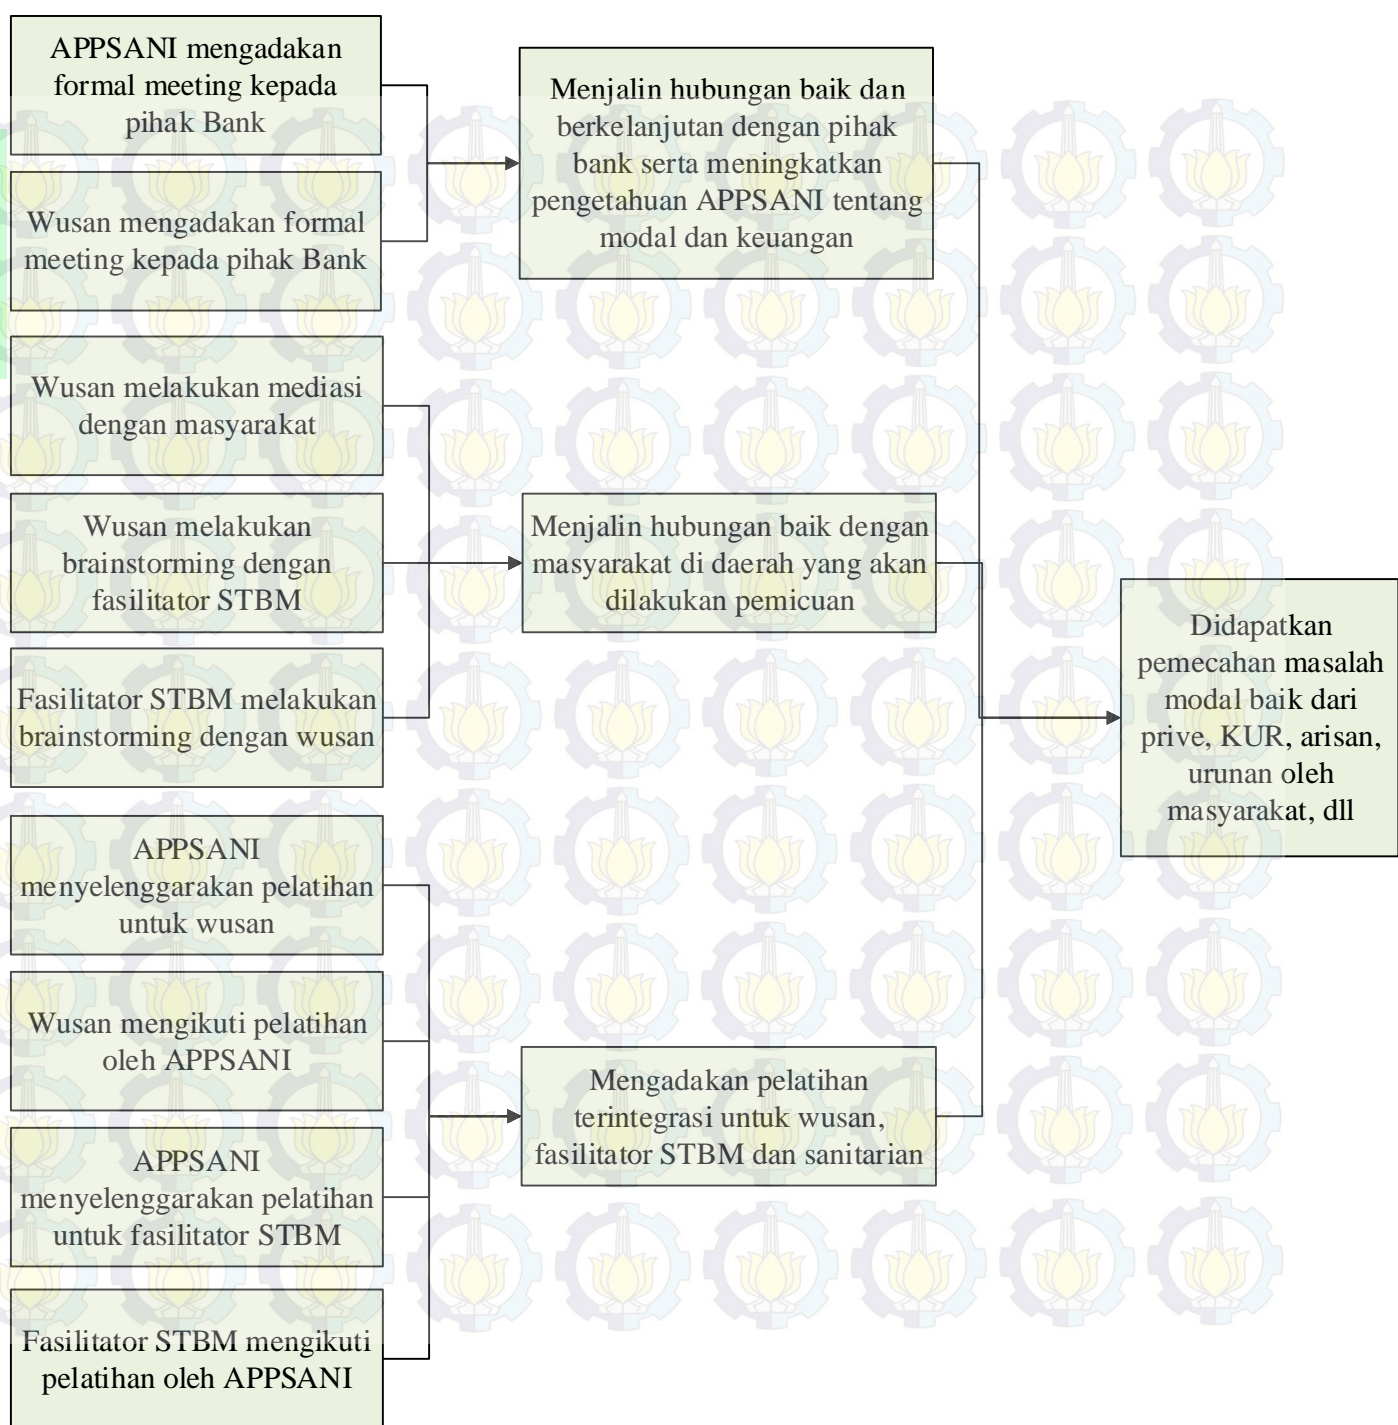 APPSANI mengadakan
formal meeting kepada
pihak Bank
Wusan mengadakan formal
meeting kepada pihak Bank
Wusan melakukan mediasi
dengan masyarakat
Wusan melakukan
brainstorming dengan
fasilitator STBM
Fasilitator STBM melakukan
brainstorming dengan wusan
APPSANI
menyelenggarakan pelatihan
untuk wusan
Wusan mengikuti pelatihan
oleh APPSANI
APPSANI
menyelenggarakan pelatihan
untuk fasilitator STBM
Fasilitator STBM mengikuti
pelatihan oleh APPSANI
Menjalin hubungan baik dan
berkelanjutan dengan pihak
bank serta meningkatkan
pengetahuan APPSANI tentang
modal dan keuangan
Menjalin hubungan baik dengan
masyarakat di daerah yang akan
dilakukan pemicuan
Mengadakan pelatihan
terintegrasi untuk wusan,
fasilitator STBM dan sanitarian
Didapatkan
pemecahan masalah
modal baik dari
prive, KUR, arisan,
urunan oleh
masyarakat, dll